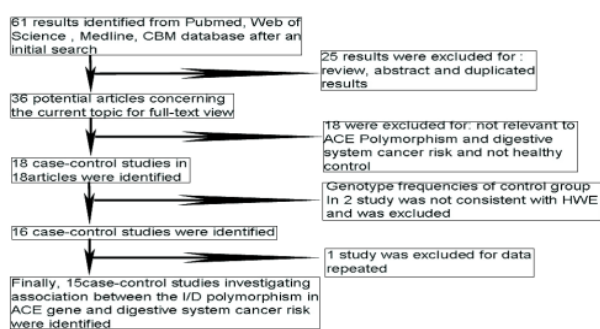 61 results identified from Pubmed, Web of
Science , Medline, CBM database after an
initial search
25 results were excluded for :
review, abstract and duplicated
results
36 potential articles concerning
the current topic for full-text view
18 were excluded for: not relevant to
ACE Polymorphism and digestive
system cancer risk and not healthy
control
18 case-control studies in
18articles were identified
Genotype frequencies of control group
In 2 study was not consistent with HWE
and was excluded
16 case-control studies were identified
1 study was excluded for data
repeated
Finally, 15case-control studies investigating
association between the I/D polymorphism in
ACE gene and digestive system cancer risk
were identified